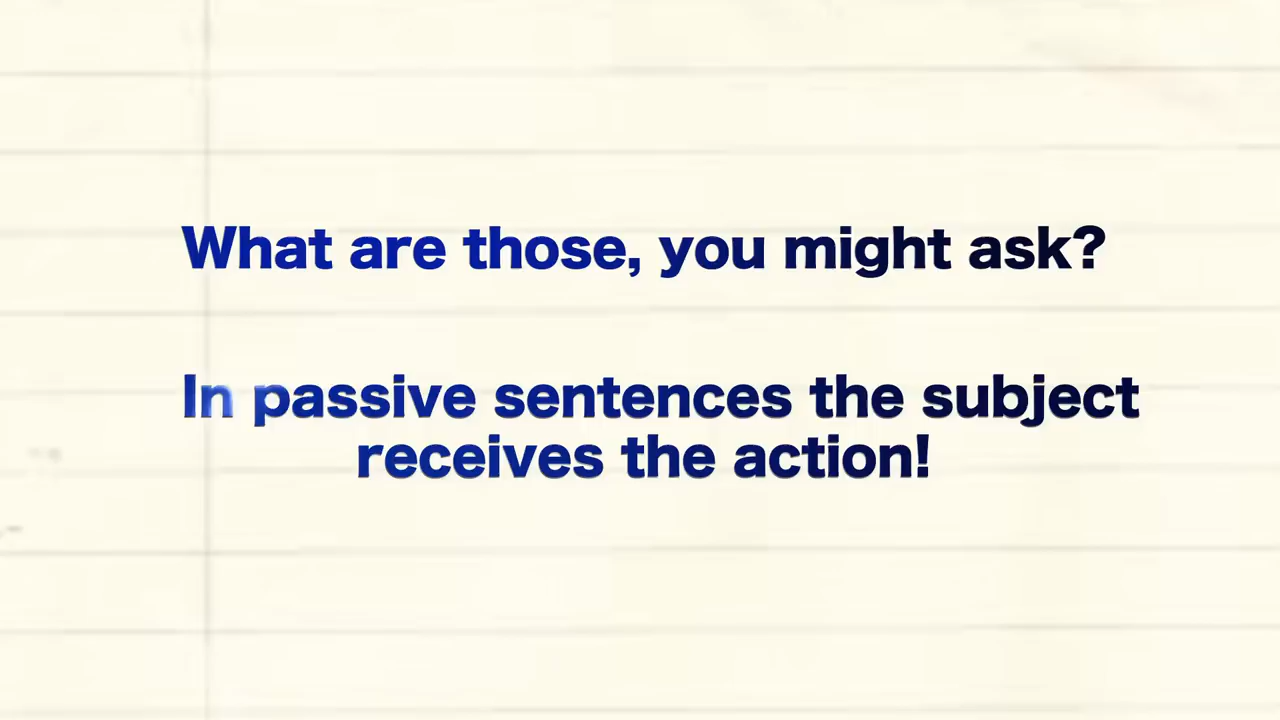 What are those, you might ask?
In passive sentences the subject
receives the action!